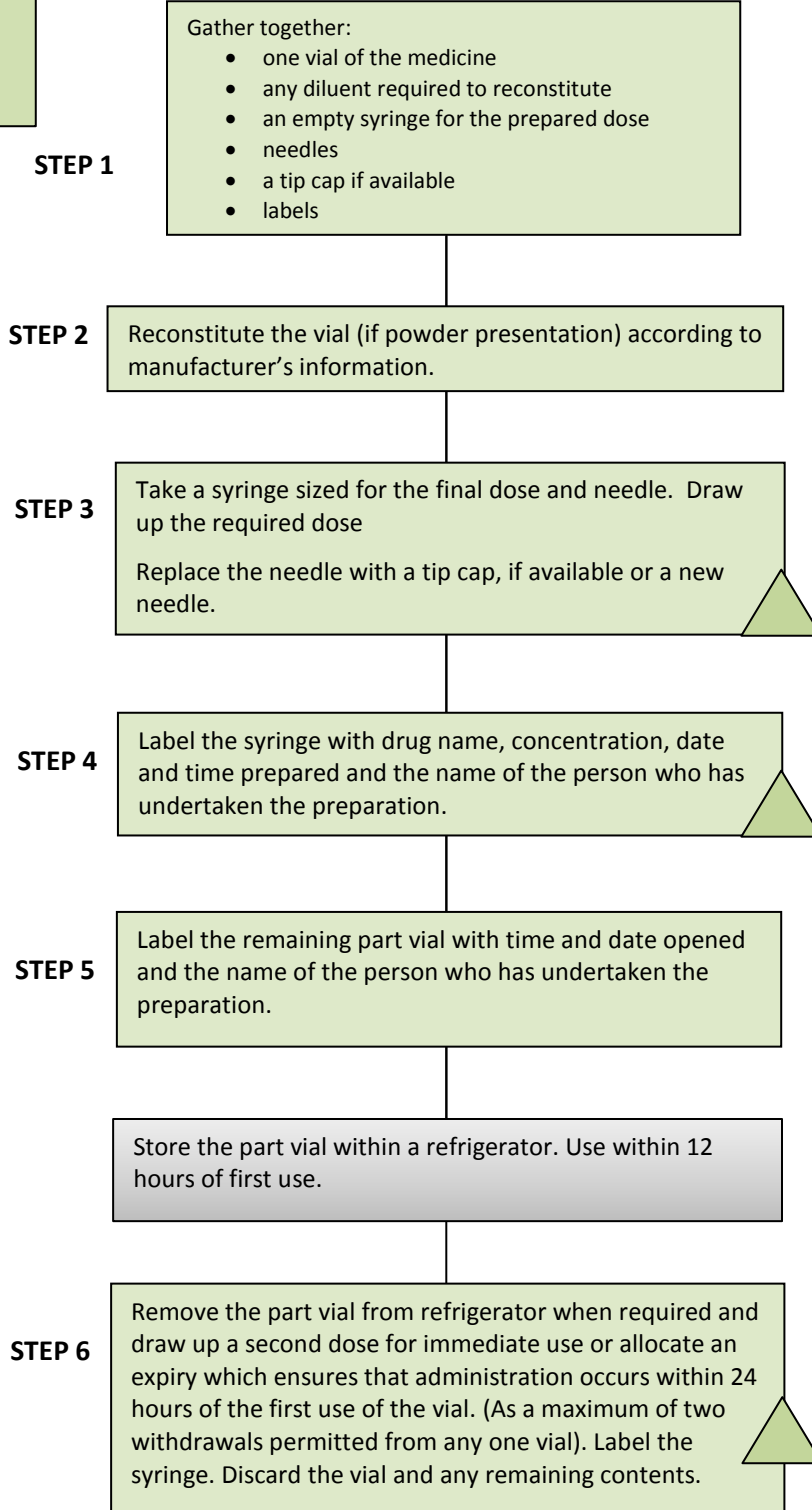 Gather together:
• one vial of the medicine
• any diluent required to reconstitute
• an empty syringe for the prepared dose
• needles
• a tip cap if available
• labels
STEP 1
STEP 2
Reconstitute the vial (if powder presentation) according to
manufacturer’s information.
STEP 3
Take a syringe sized for the final dose and needle.  Draw
up the required dose
Replace the needle with a tip cap, if available or a new
needle.
STEP 4
Label the syringe with drug name, concentration, date
and time prepared and the name of the person who has
undertaken the preparation.
STEP 5
Label the remaining part vial with time and date opened
and the name of the person who has undertaken the
preparation.
Store the part vial within a refrigerator. Use within 12
hours of first use.
STEP 6
Remove the part vial from refrigerator when required and
draw up a second dose for immediate use or allocate an
expiry which ensures that administration occurs within 24
hours of the first use of the vial. (As a maximum of two
withdrawals permitted from any one vial). Label the
syringe. Discard the vial and any remaining contents.